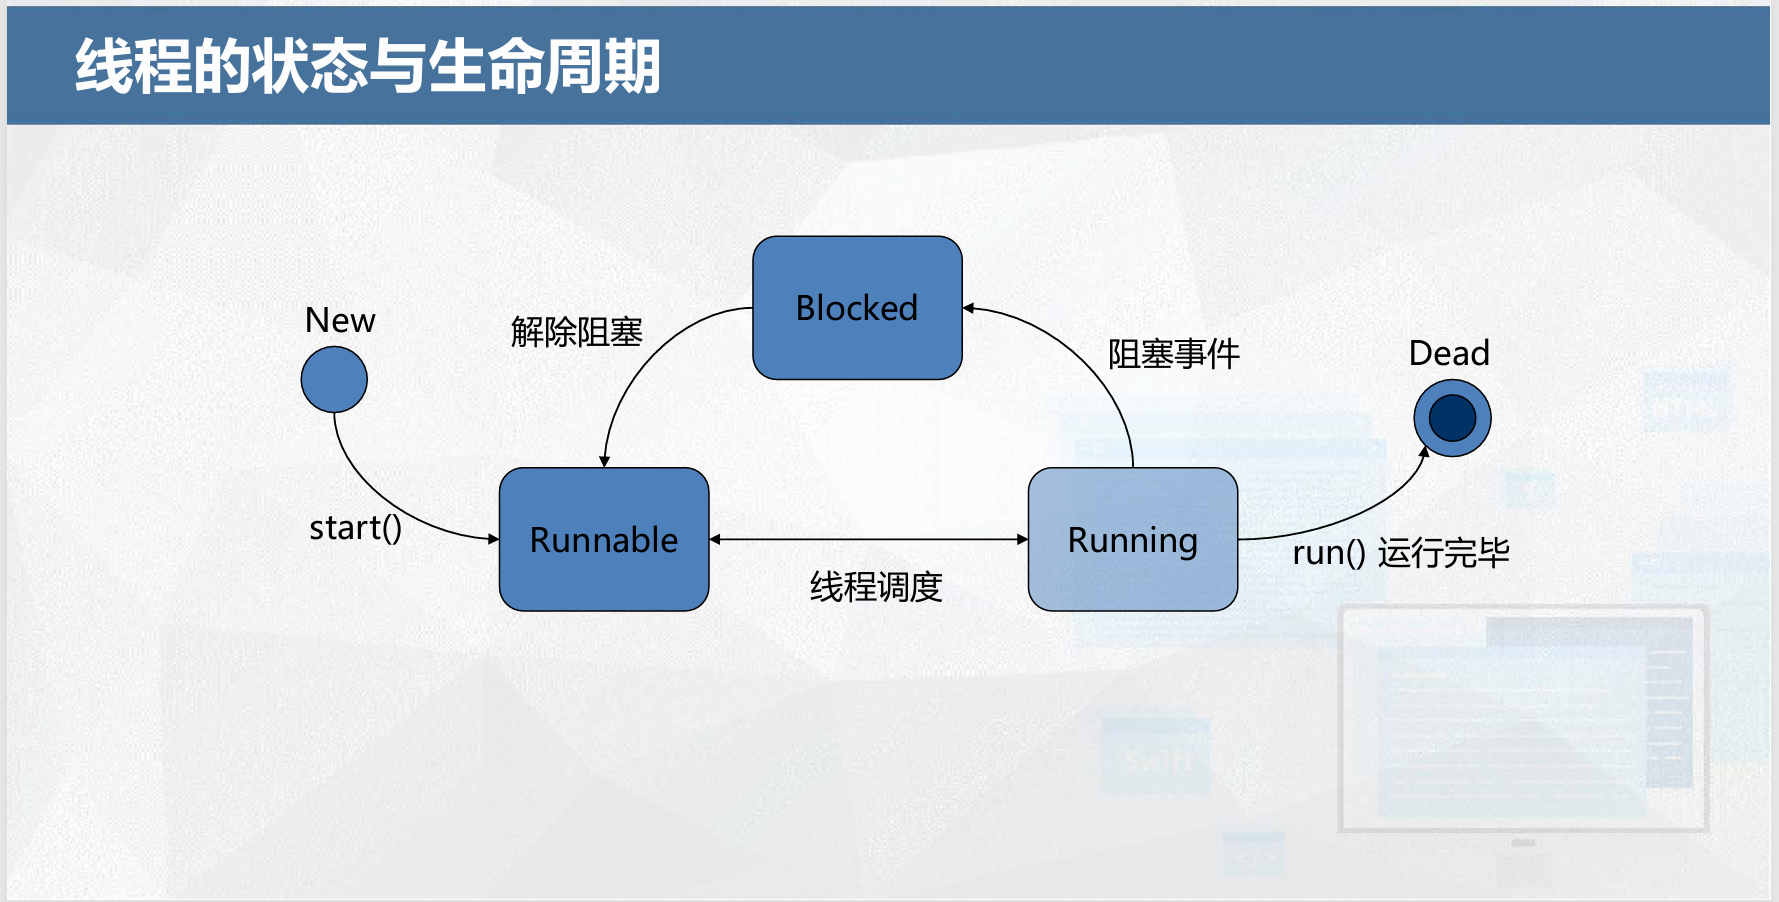 线程的状态与生命周期
New
解除阻塞
Blocked
阻塞事件
Dead
start()
Runnable
线程调度
Running
run() 运行完毕